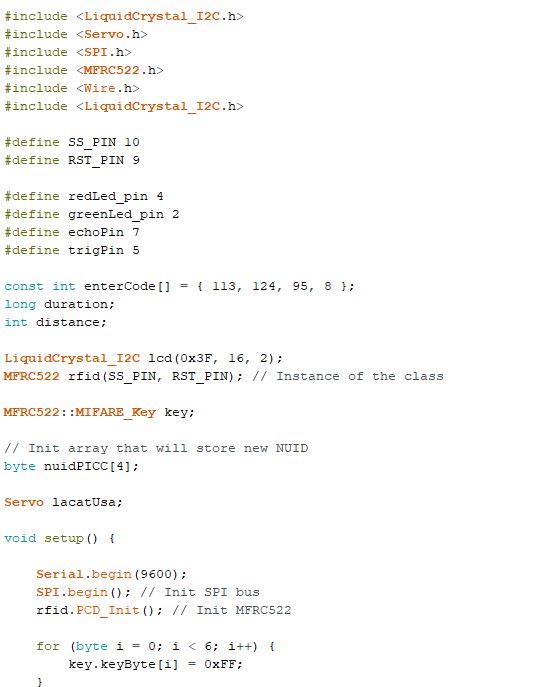 #include <LiquidCrystal_I2C.h>
#include <Servo.h>
#include <SPI.h>
#include <MFRC522.h>
#include <Wire.h>
#include <LiquidCrystal_I2C.h>

#define SS_PIN 10
#define RST_PIN 9

#define redLed_pin 4
#define greenLed_pin 2
#define echoPin 7
#define trigPin 5

const int enterCode[] = { 113, 124, 95, 8 };
long duration;
int distance;

LiquidCrystal_I2C lcd(0x3F, 16, 2);
MFRC522 rfid(SS_PIN, RST_PIN); // Instance of the class

MFRC522::MIFARE_Key key;

// Init array that will store new NUID
byte nuidPICC[4];

Servo lacatUsa;

void setup() {

    Serial.begin(9600);
    SPI.begin(); // Init SPI bus
    rfid.PCD_Init(); // Init MFRC522

    for (byte i = 0; i < 6; i++) {
        key.keyByte[i] = 0xFF;
    }